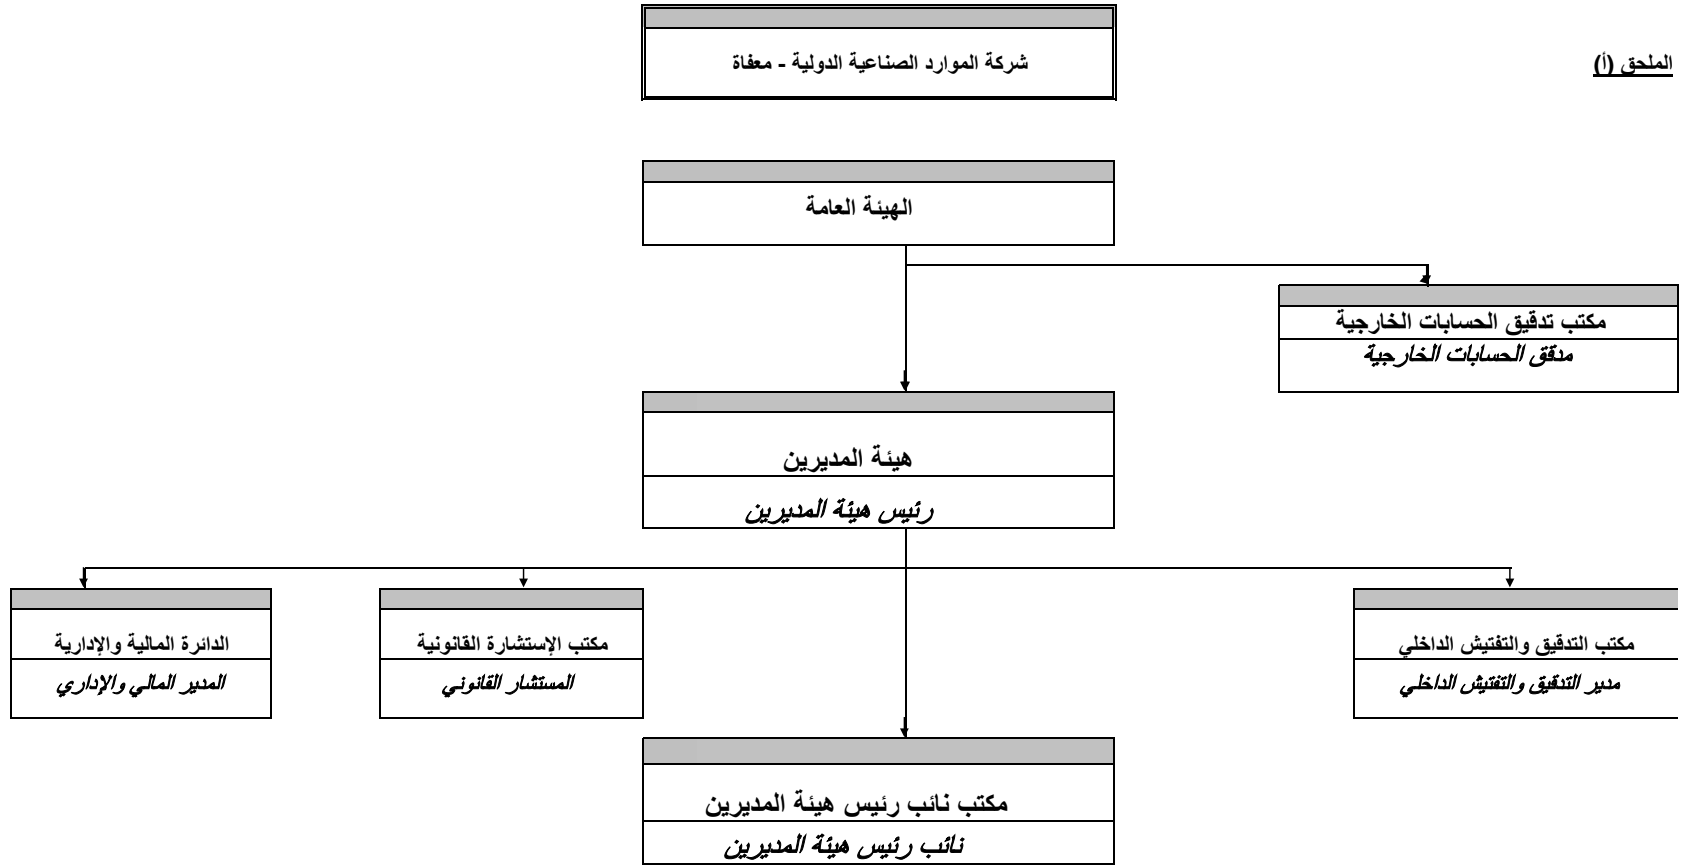 الملحق (أ)
شركة الموارد الصناعية الدولية - معفاة
الهيئة العامة
مكتب تدقيق الحسابات الخارجية
مدقق الحسابات الخارجية
هيئة المديرين
رئيس هيئة المديرين
مكتب التدقيق والتفتيش الداخلي
مدير التدقيق والتفتيش الداخلي
مكتب الإستشارة القانونية
المستشار القانوني
الدائرة المالية والإدارية
المدير المالي والإداري
مكتب نائب رئيس هيئة المديرين
نائب رئيس هيئة المديرين